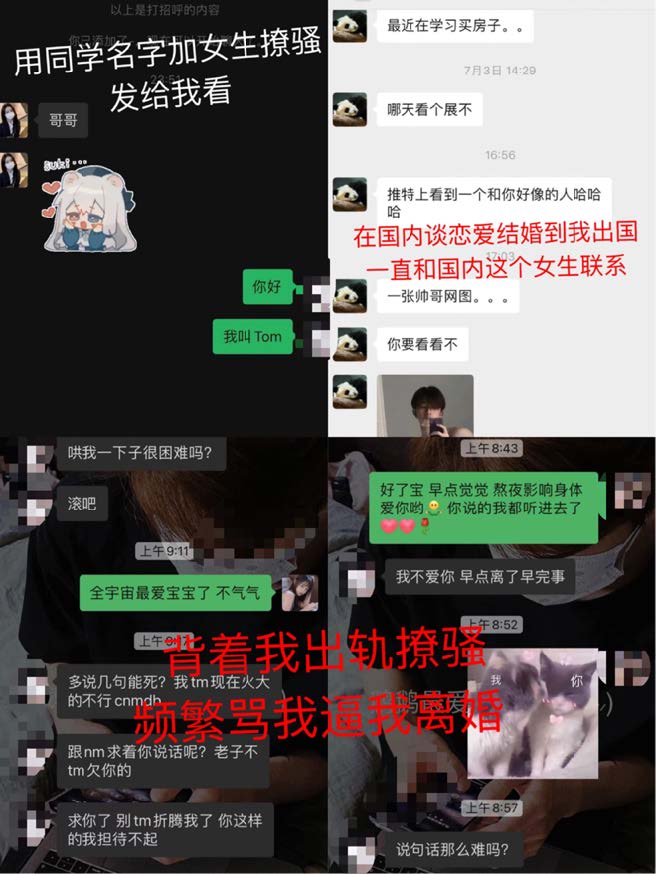 以上是打招呼的内容
用同学名字加女生撩骚
发给我看
23:51
哥哥
suki...
你好
我叫Tom
最近在学习买房子。。
7月3日 14:29
哪天看个展不
16:56
推特上看到一个和你好像的人哈哈
哈
在国内谈恋爱结婚到我出国
一直和国内这个女生联系
17:03
一张帅哥网图。。。
你要看看不
哄我一下子很困难吗?
滚吧
上午9:11
全宇宙最爱宝宝了 不气气
背着我出轨撩骚
频繁骂我逼我离婚
多说几句能死?我tm现在火大
的不行cnmdb
跟nm求着你说话呢?老子不
tm欠你的
求你了 别tm折腾我了 你这样
的我担待不起
上午8:43
好了宝 早点觉觉 熬夜影响身体
爱你哟 你说的我都听进去了
我不爱你 早点离了早完事
上午8:52
我
你
上午8:57
说句话那么难吗?